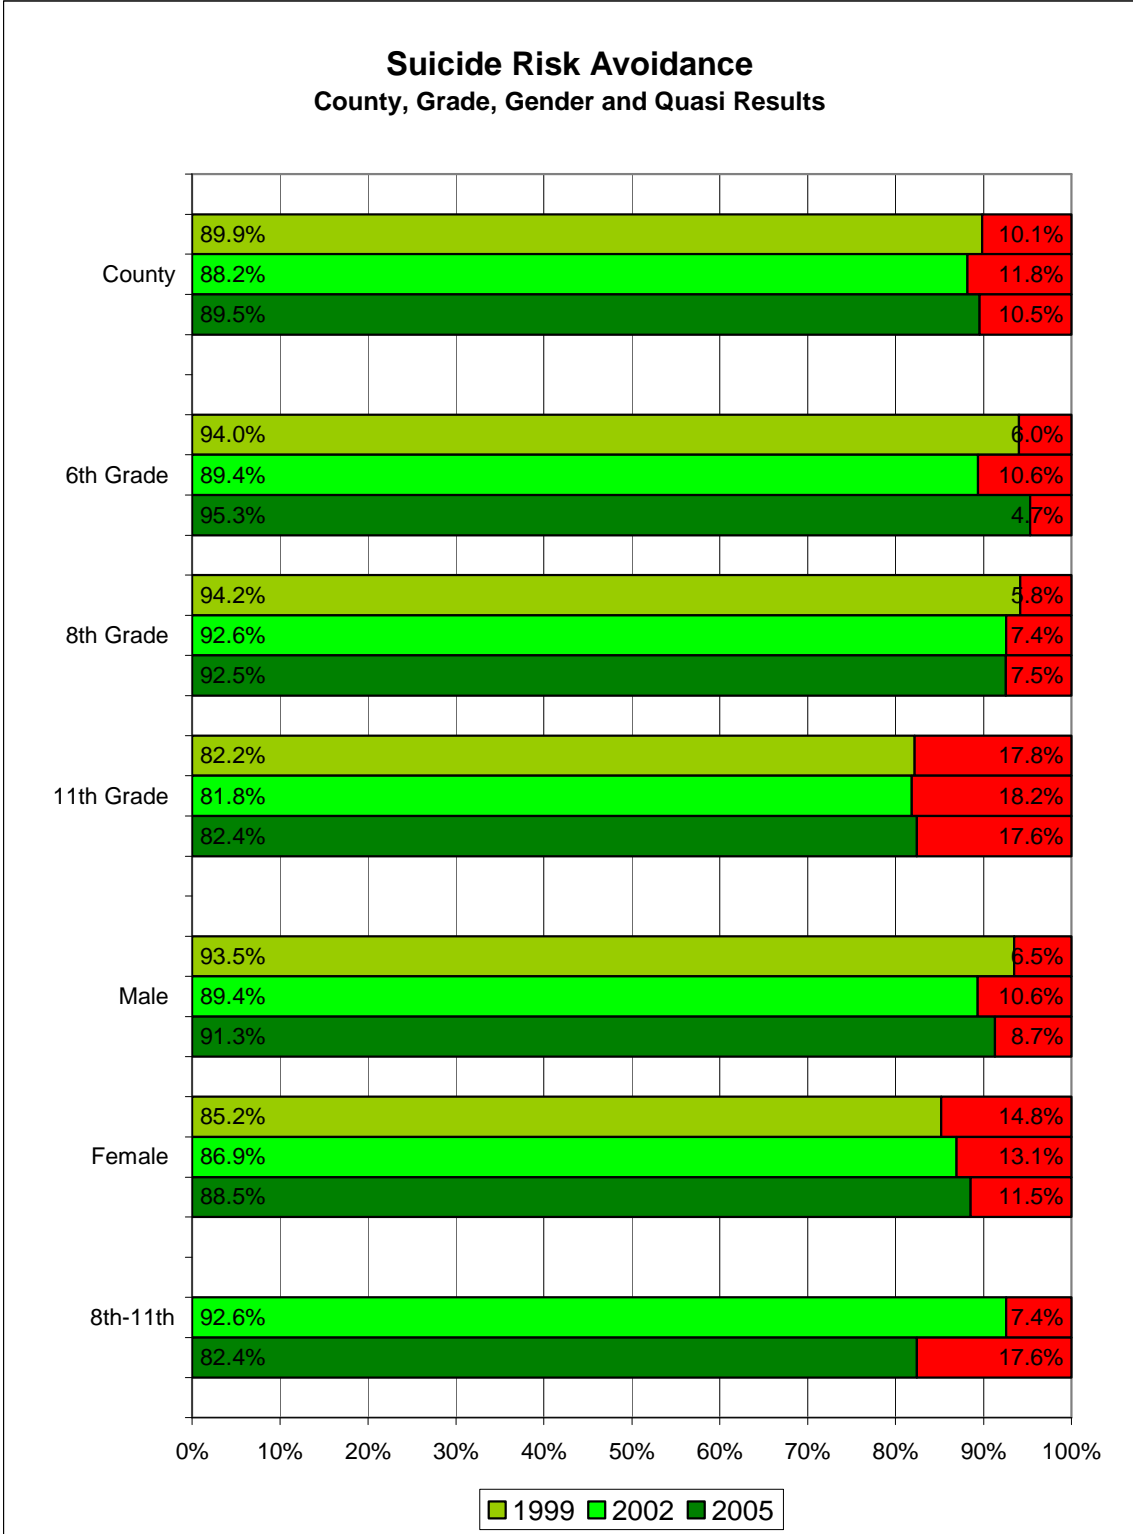 Suicide Risk Avoidance
County, Grade, Gender and Quasi Results
89.9% 10.1%
County 88.2% 11.8%
89.5% 10.5%
94.0% 6.0%
6th Grade 89.4% 10.6%
95.3% 4.7%
94.2% 5.8%
8th Grade 92.6% 7.4%
92.5% 7.5%
82.2% 17.8%
11th Grade 81.8% 18.2%
82.4% 17.6%
93.5% 6.5%
Male 89.4% 10.6%
91.3% 8.7%
85.2% 14.8%
Female 86.9% 13.1%
88.5% 11.5%
8th-11th 92.6% 7.4%
82.4% 17.6%
0% 10% 20% 30% 40% 50% 60% 70% 80% 90% 100%
1999 2002 2005